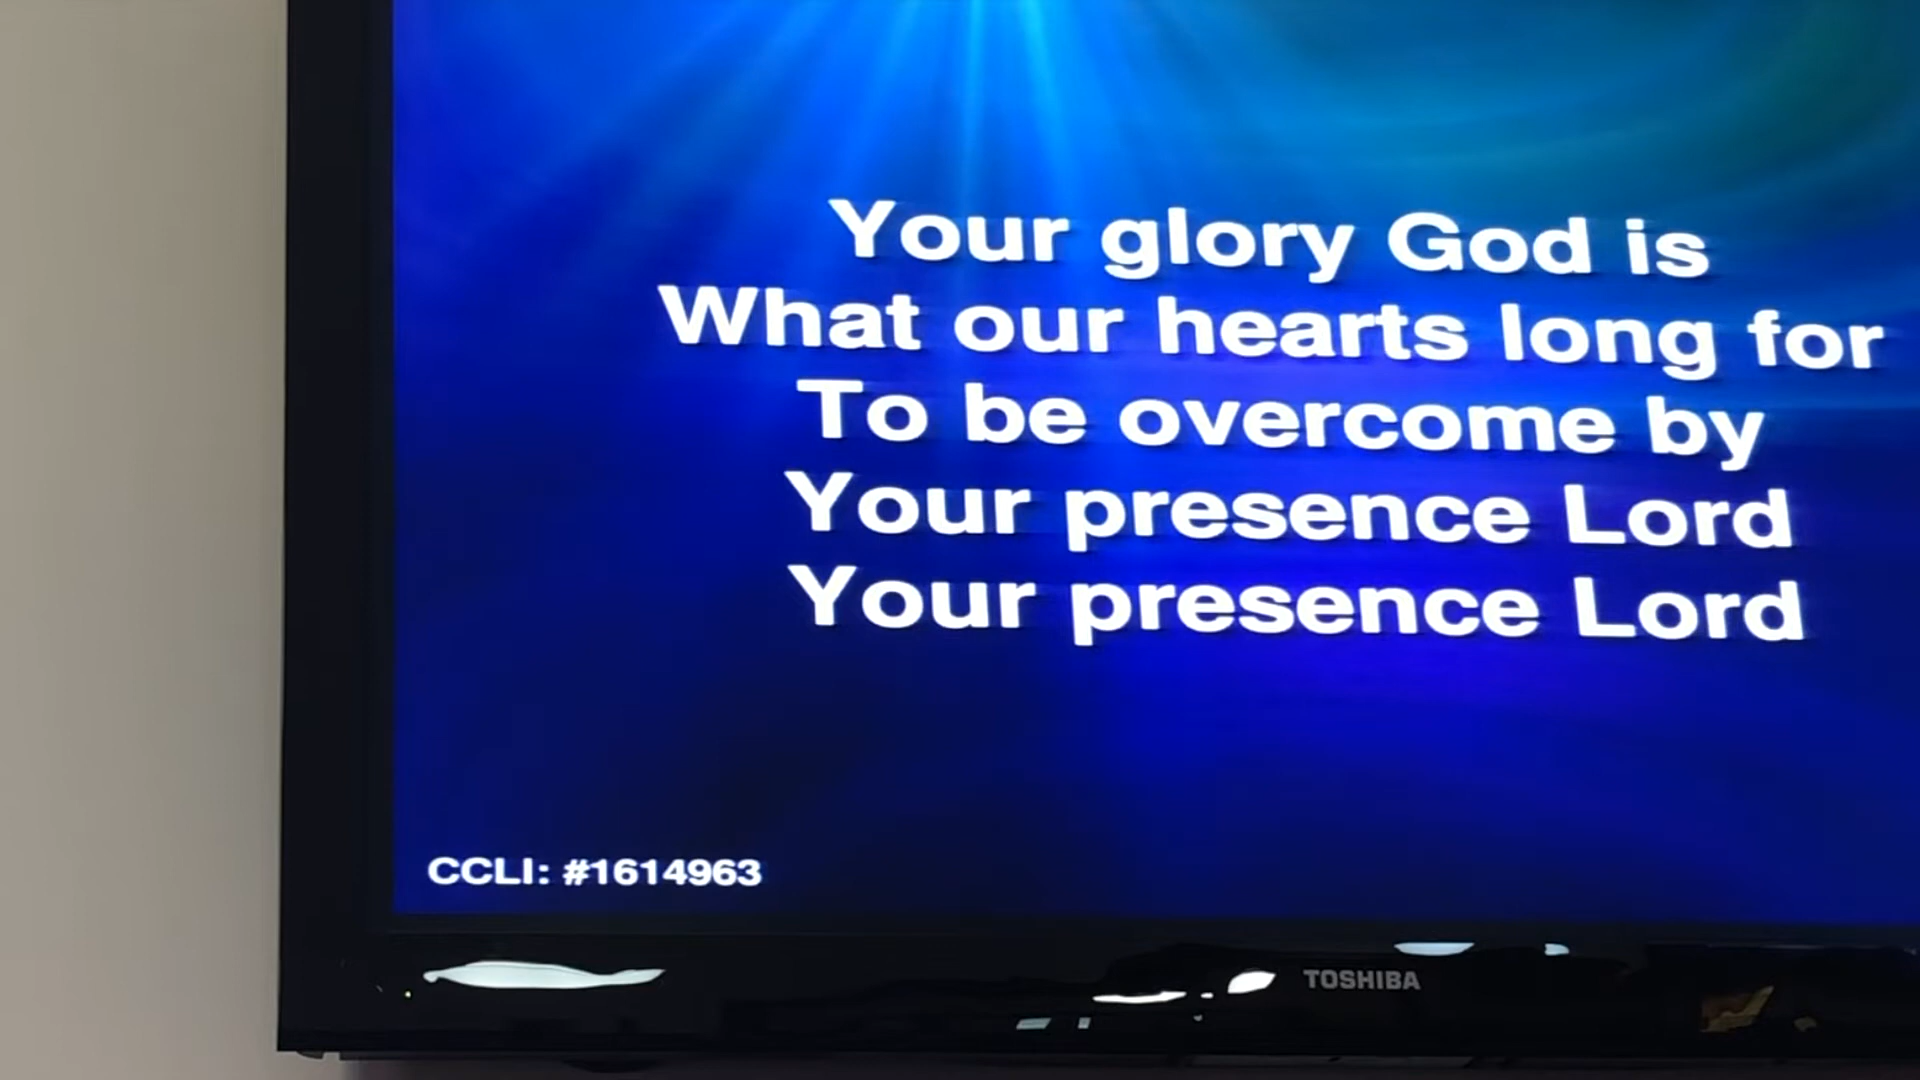 Your glory God is
What our hearts long for
To be overcome by
Your presence Lord
Your presence Lord
CCLI: #1614963
TOSHIBA